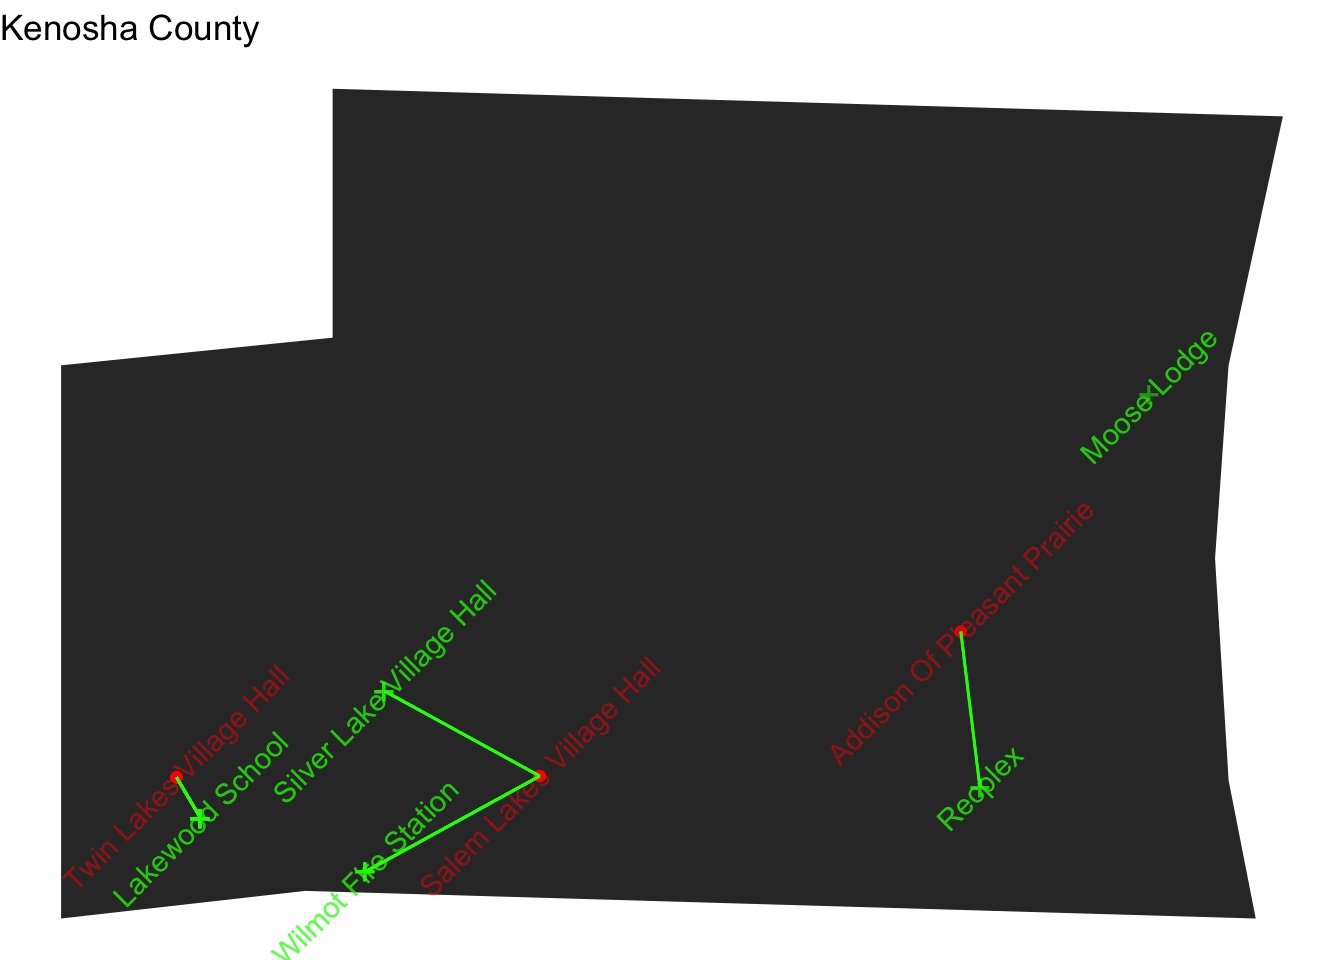 Kenosha County
Moose Lodge
Addison Of Pleasant Prairie
Silver Lake Village Hall
Twin Lakes Village Hall
Salem Lakes Village Hall
Lakewood School
Recplex
Wilmot Fire Station